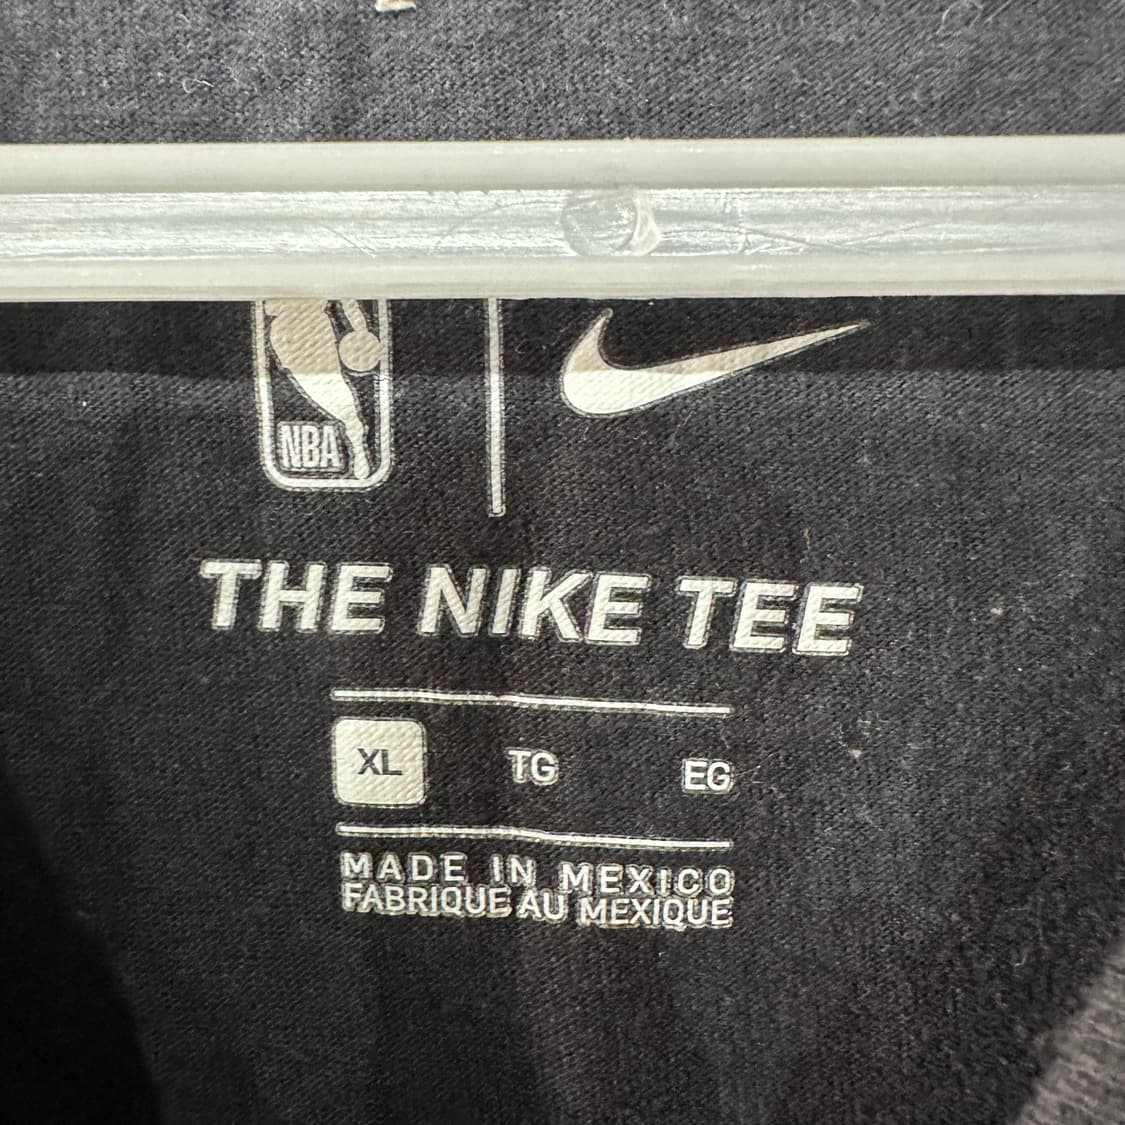 NBA
THE NIKE TEE
XL TG EG
MADE IN MEXICO
FABRIQUE AU MEXIQUE